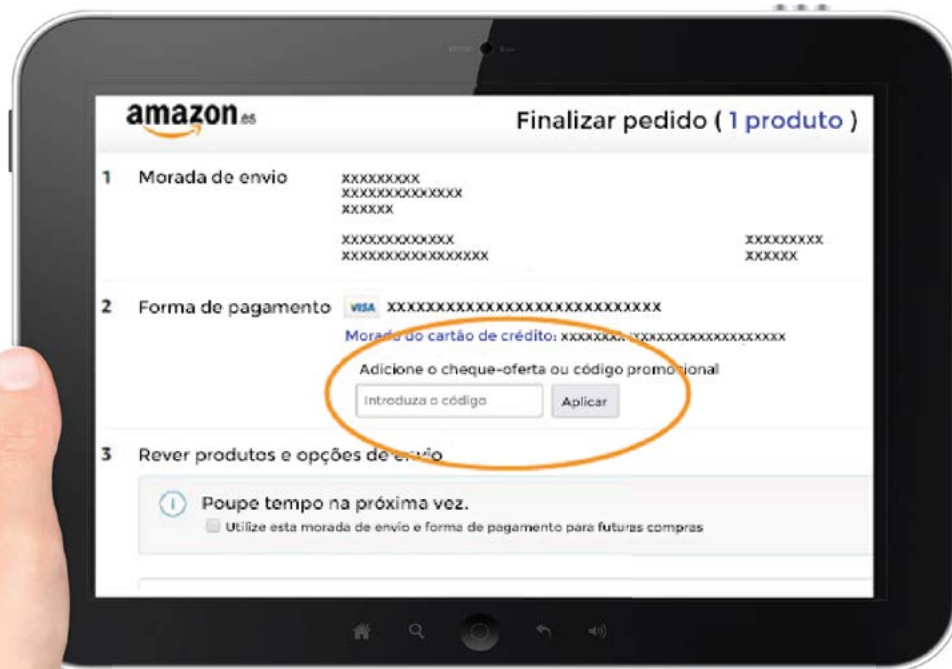 amazon.es
Finalizar pedido ( 1 produto )
1 Morada de envio xxxxxxxxx
xxxxxxxxxxxxxx
xxxxxx
xxxxxxxxxxxxx xxxxxxxxx
xxxxxxxxxxxxxxxxx xxxxxx
2 Forma de pagamento VISA xxxxxxxxxxxxxxxxxxxxxxxxxxxx
Morada do cartão de crédito: xxxxxxxx xxxxxxxxxxxxxxxxxxxx
Adicione o cheque-oferta ou código promocional
Introduza o código Aplicar
3 Rever produtos e opções de envio
i Poupe tempo na próxima vez.
Utilize esta morada de envio e forma de pagamento para futuras compras